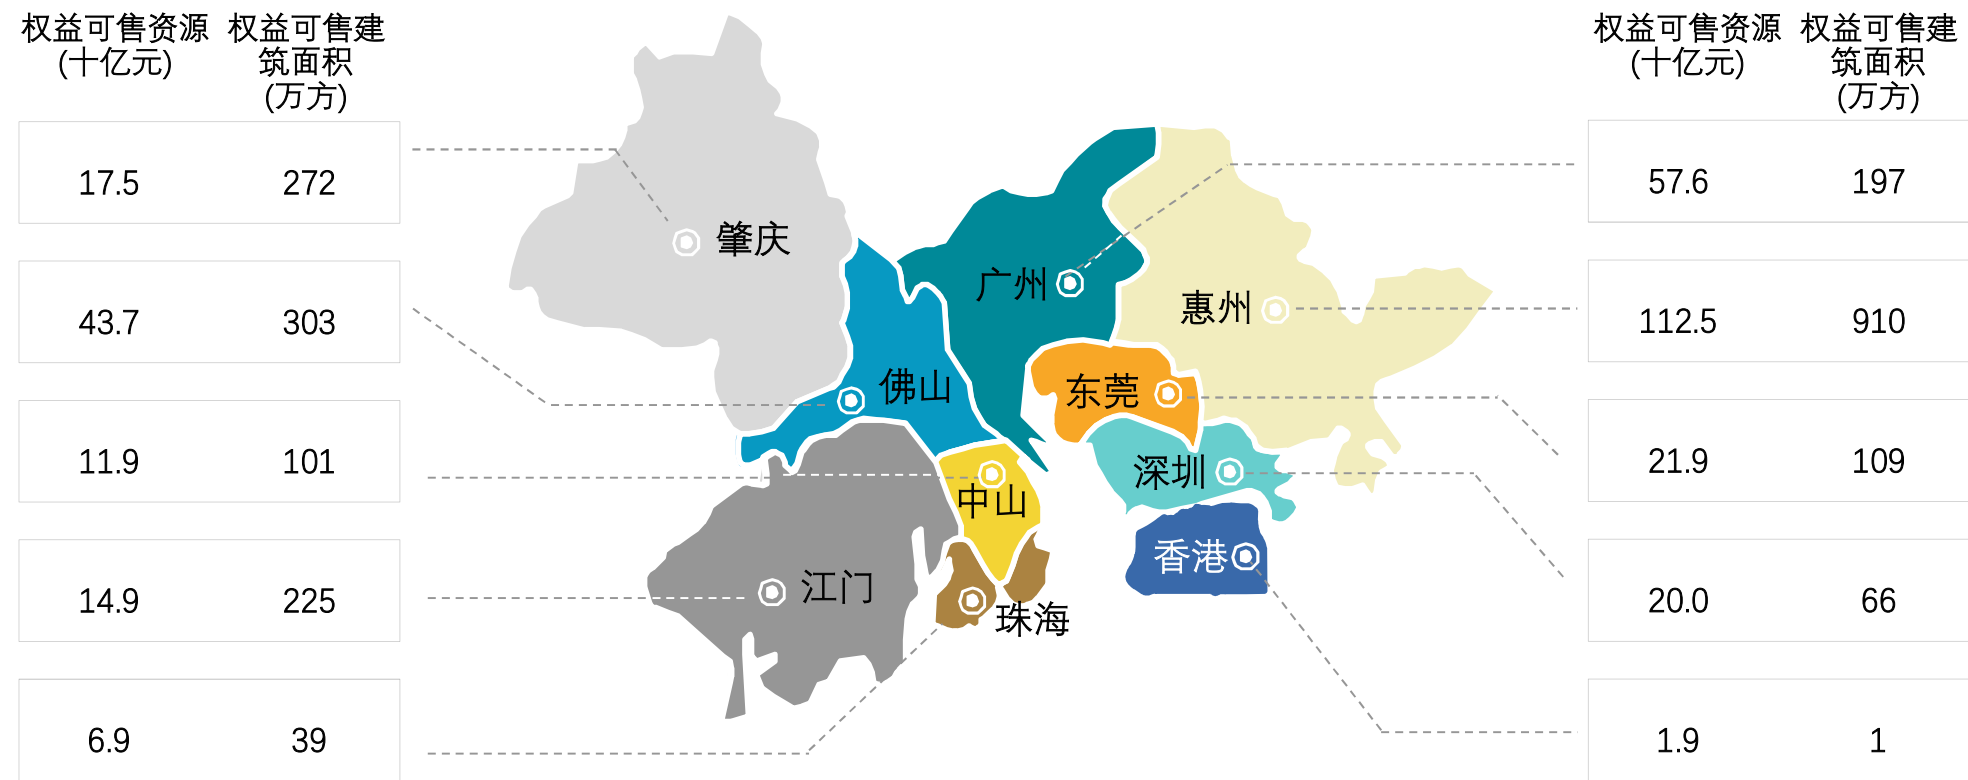 权益可售资源 权益可售建
(十亿元) 筑面积
(万方)
17.5 272
43.7 303
11.9 101
14.9 225
6.9 39
肇庆
广州
惠州
佛山
东莞
深圳
中山
香港
江门
珠海
权益可售资源 权益可售建
(十亿元) 筑面积
(万方)
57.6 197
112.5 910
21.9 109
20.0 66
1.9 1